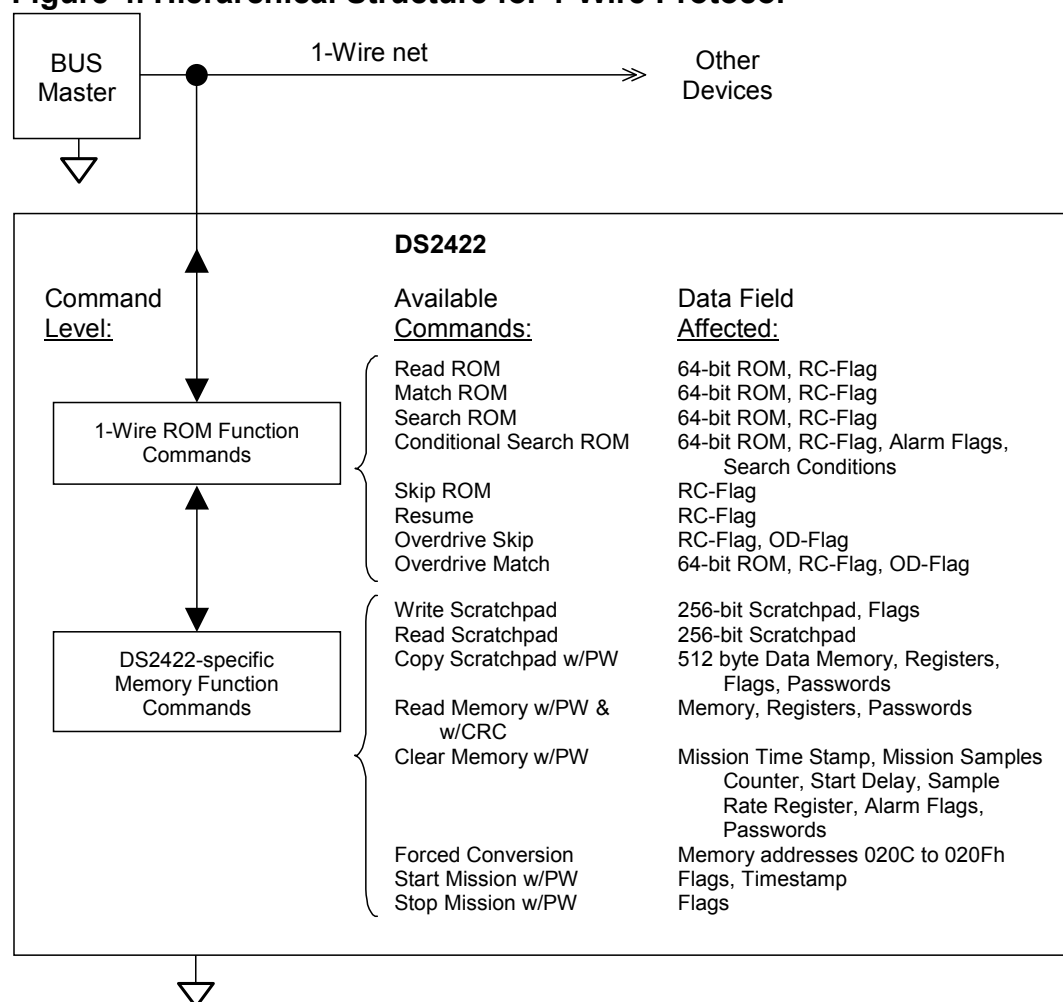 Figure 4. Hierarchical Structure for 1-Wire Protocol
BUS
Master
1-Wire net
Other
Devices
DS2422
Command
Level:
Available
Commands:
Data Field
Affected:
1-Wire ROM Function
Commands
Read ROM 64-bit ROM, RC-Flag
Match ROM 64-bit ROM, RC-Flag
Search ROM 64-bit ROM, RC-Flag
Conditional Search ROM 64-bit ROM, RC-Flag, Alarm Flags,
Search Conditions
Skip ROM RC-Flag
Resume RC-Flag
Overdrive Skip RC-Flag, OD-Flag
Overdrive Match 64-bit ROM, RC-Flag, OD-Flag
DS2422-specific
Memory Function
Commands
Write Scratchpad 256-bit Scratchpad, Flags
Read Scratchpad 256-bit Scratchpad
Copy Scratchpad w/PW 512 byte Data Memory, Registers,
Flags, Passwords
Read Memory w/PW & Memory, Registers, Passwords
w/CRC
Clear Memory w/PW Mission Time Stamp, Mission Samples
Counter, Start Delay, Sample
Rate Register, Alarm Flags,
Passwords
Forced Conversion Memory addresses 020C to 020Fh
Start Mission w/PW Flags, Timestamp
Stop Mission w/PW Flags